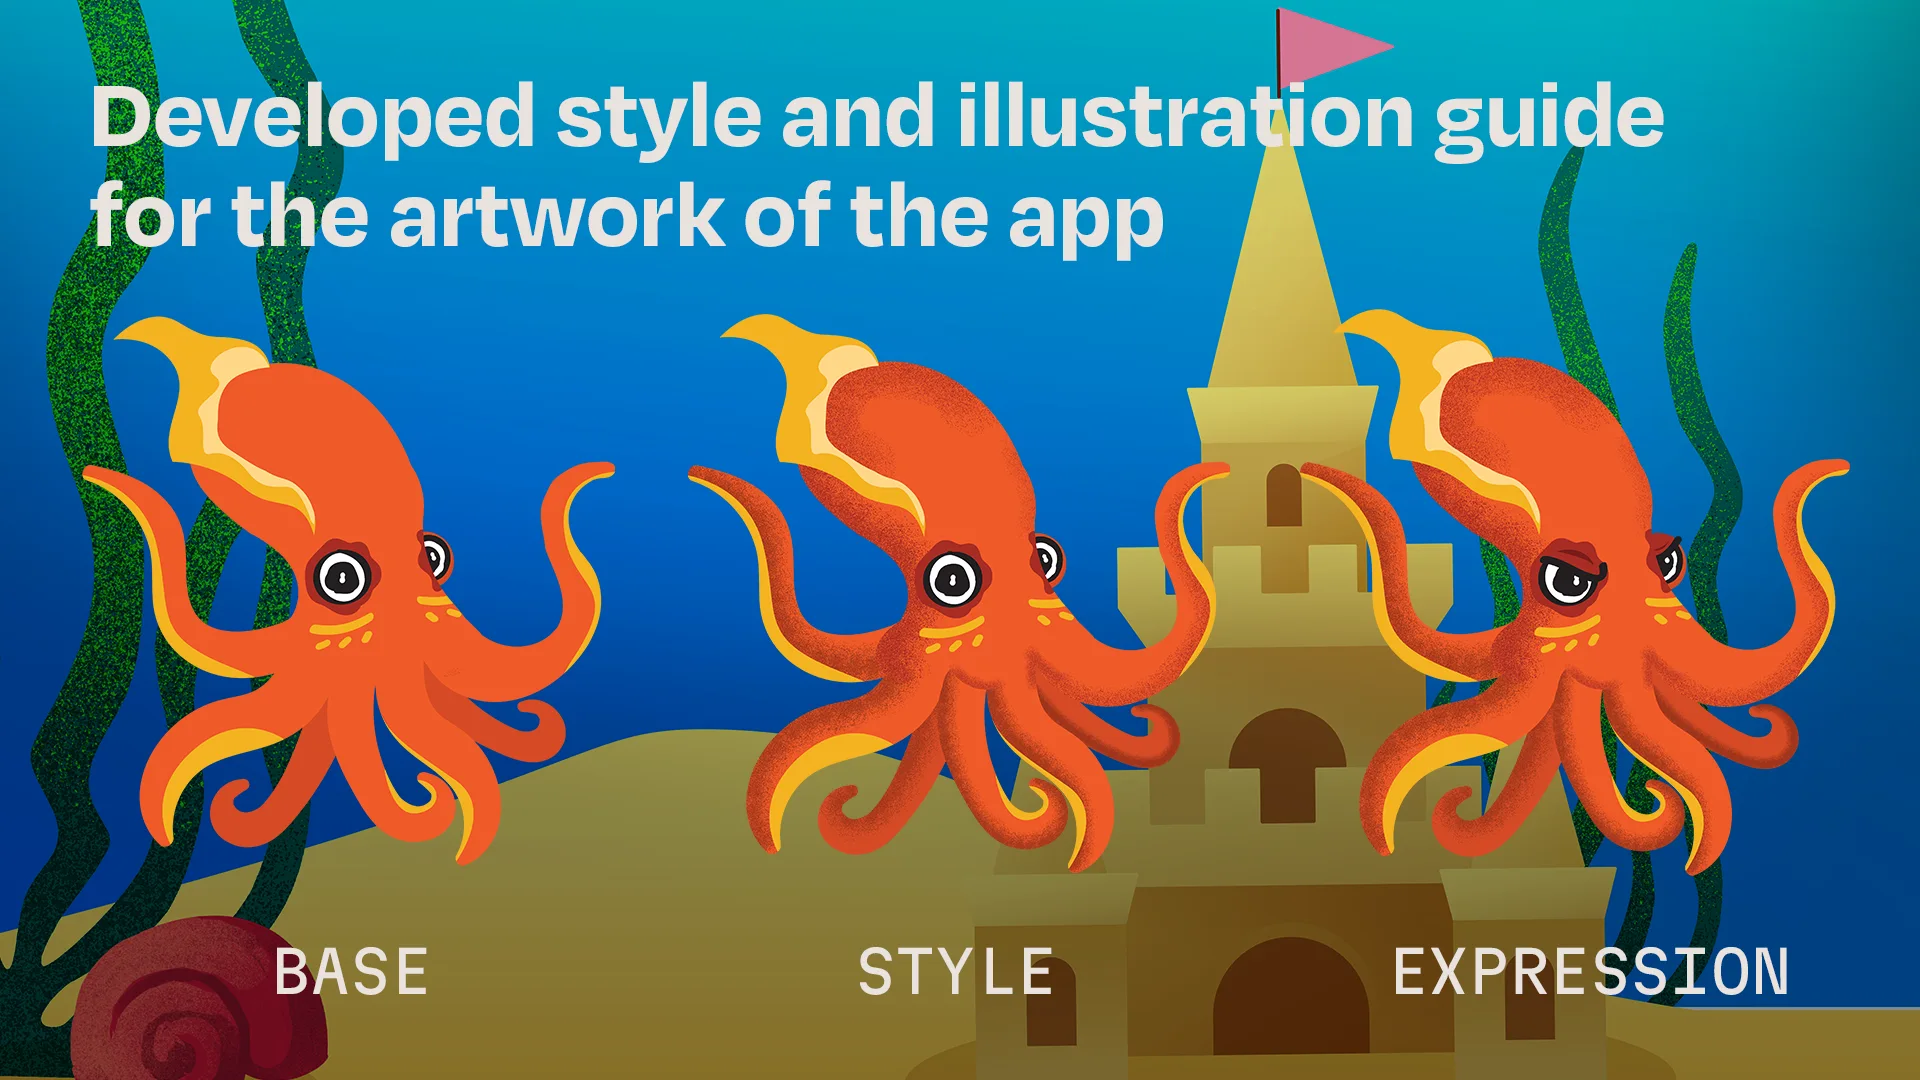 Developed style and illustration guide
for the artwork of the app
BASE
STYLE
EXPRESSION